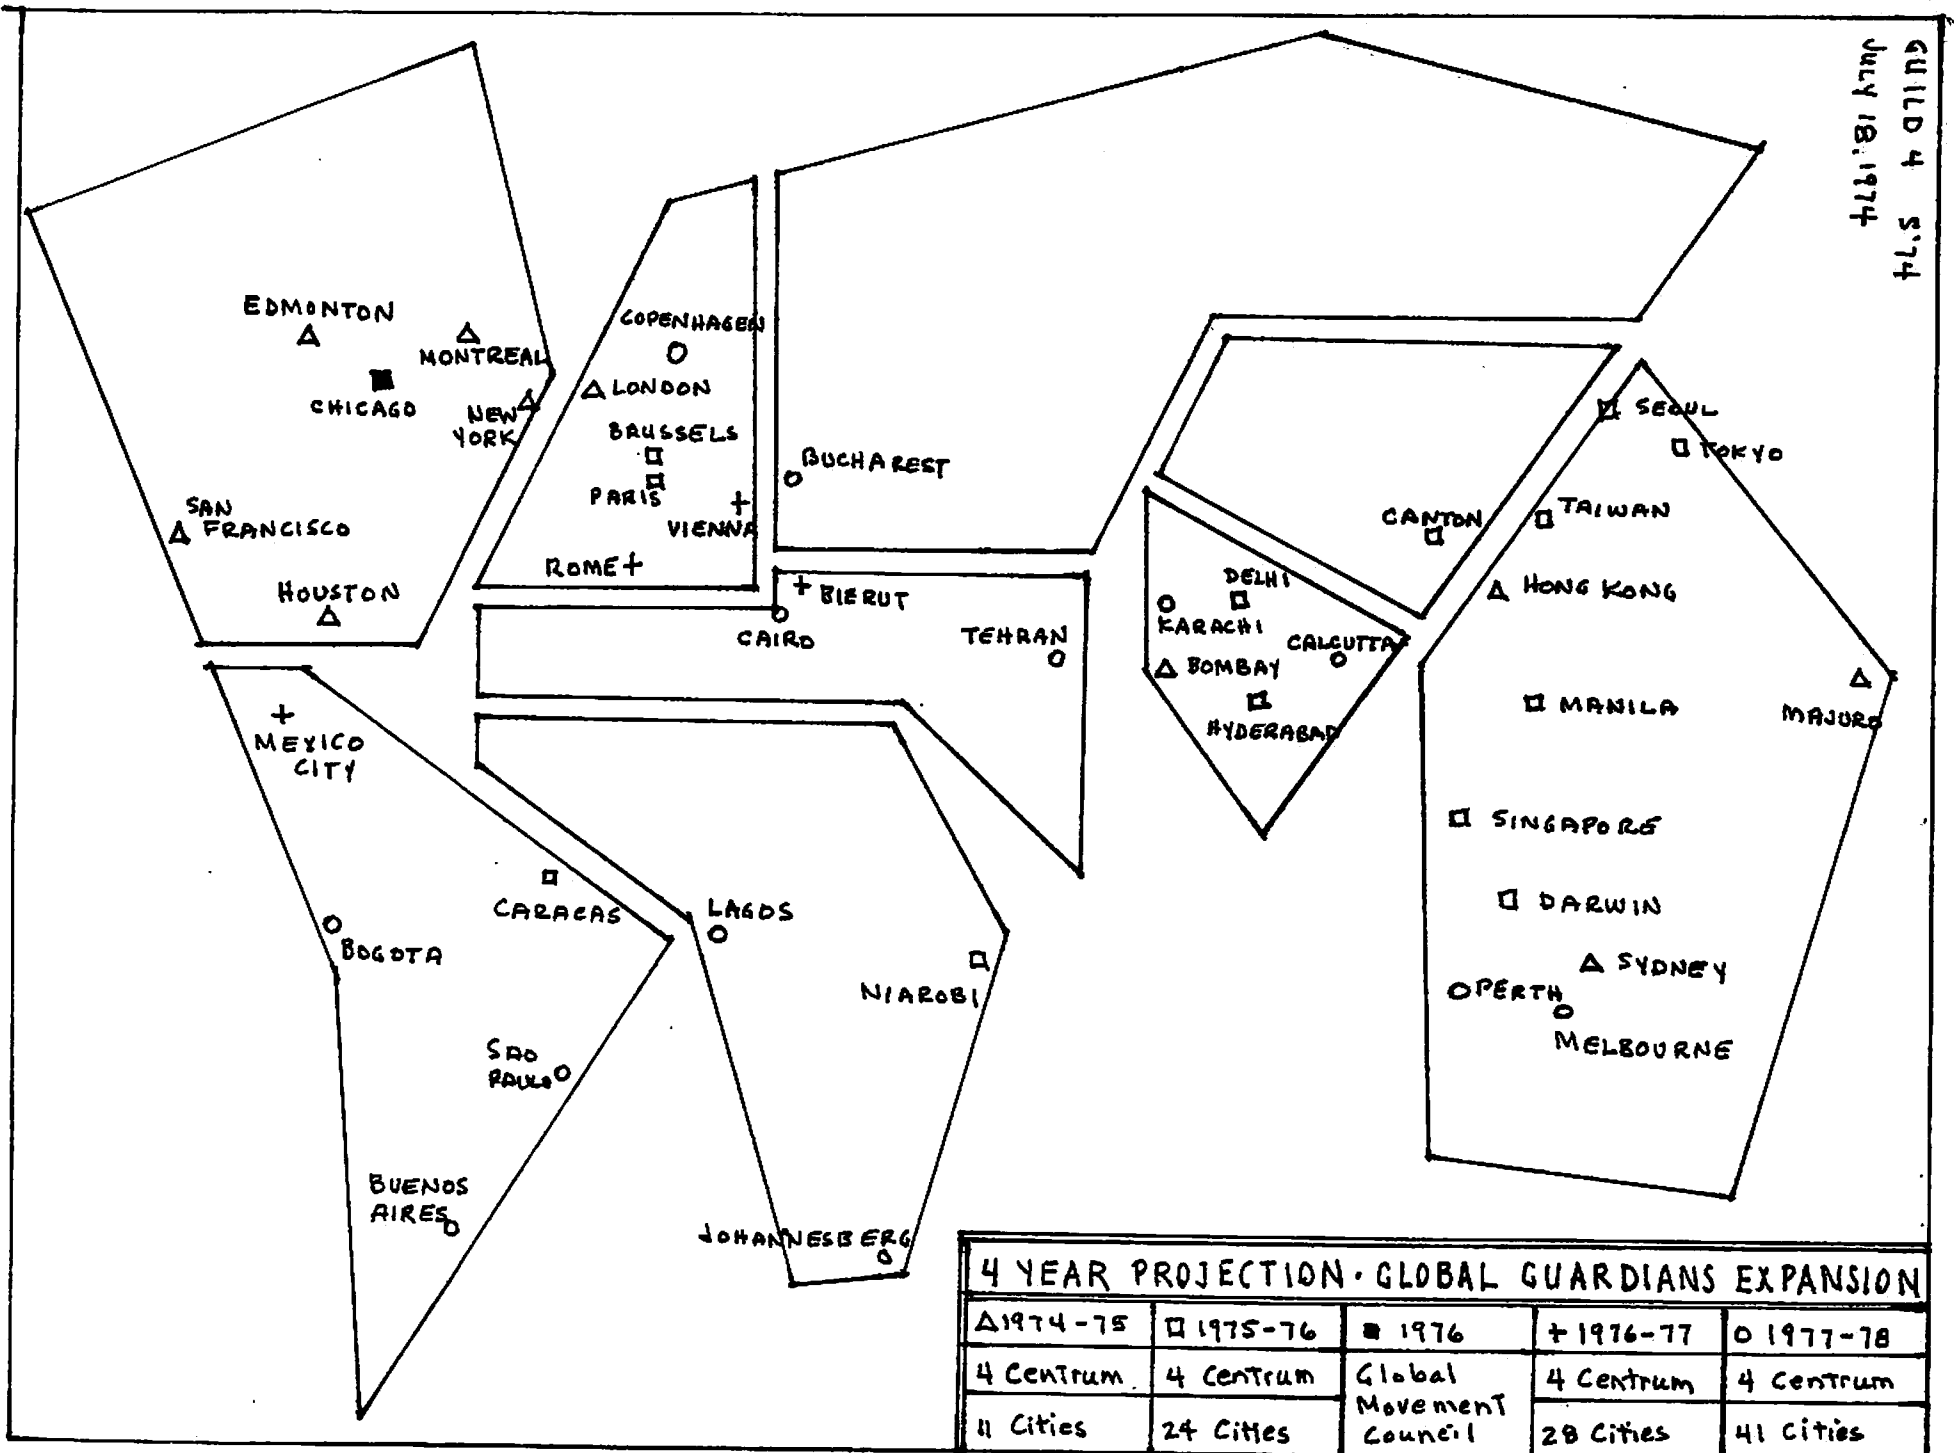 GUILD 4 S'74
JULY 18, 1974
EDMONTON
MONTREAL
CHICAGO
NEW
YORK
SAN
FRANCISCO
HOUSTON
COPENHAGEN
LONDON
BRUSSELS
PARIS
VIENNA
ROME
BUCHAREST
BIERUT
CAIRO
TEHRAN
CANTON
SEOUL
TOKYO
TAIWAN
HONG KONG
DELHI
KARACHI
CALCUTTA
BOMBAY
HYDERABAD
MANILA
MAJURO
SINGAPORE
DARWIN
SYDNEY
PERTH
MELBOURNE
MEXICO
CITY
CARACAS
BOGOTA
SAO
PAULO
BUENOS
AIRES
LAGOS
NIAROBI
JOHANNESBERG
4 YEAR PROJECTION · GLOBAL GUARDIANS EXPANSION
△ 1974-75 □ 1975-76 ■ 1976 + 1976-77 O 1977-78
4 Centrum 4 Centrum Global 4 Centrum 4 Centrum
Movement
11 Cities 24 Cities Council 28 Cities 41 Cities